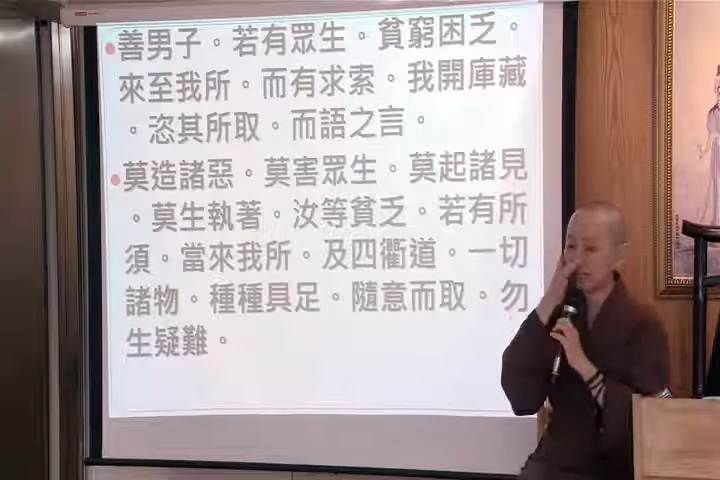 善男子。若有眾生。貧窮困乏。
來至我所。而有求索。我開庫藏
。恣其所取。而語之言。
莫造諸惡。莫害眾生。莫起諸見
。莫生執著。汝等貧乏。若有所
須。當來我所。及四衢道。一切
諸物。種種具足。隨意而取。勿
生疑難。